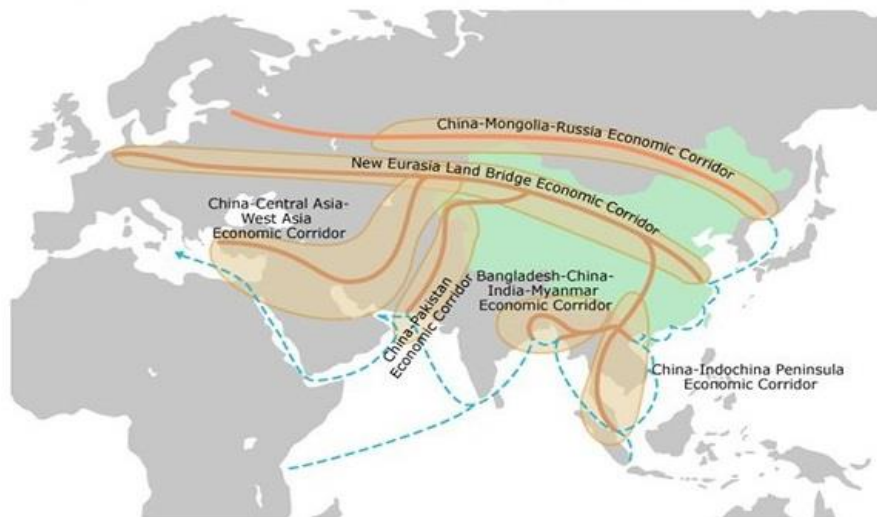 China-Mongolia-Russia Economic Corridor
New Eurasia Land Bridge Economic Corridor
China-Central Asia-
West Asia
Economic Corridor
Bangladesh-China-
India-Myanmar
Economic Corridor
China-Pakistan
Economic Corridor
China-Indochina Peninsula
Economic Corridor